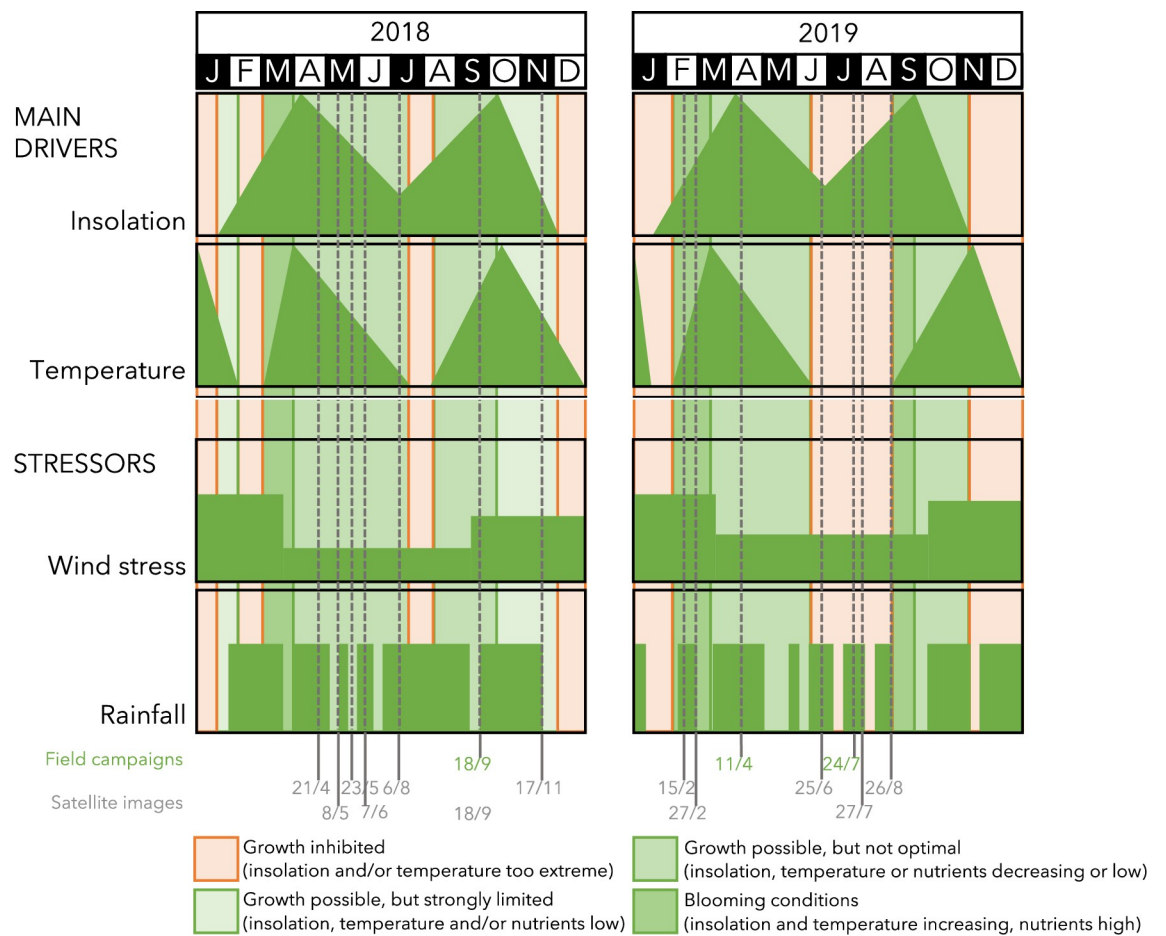 2018
2019
J F M A M J J A S O N D
J F M A M J J A S O N D
MAIN
DRIVERS
Insolation
Temperature
STRESSORS
Wind stress
Rainfall
Field campaigns
18/9
11/4
24/7
21/4
23/5
6/8
17/11
15/2
25/6
26/8
Satellite images
8/5
7/6
18/9
27/2
27/7
Growth inhibited
(insolation and/or temperature too extreme)
Growth possible, but strongly limited
(insolation, temperature and/or nutrients low)
Growth possible, but not optimal
(insolation, temperature or nutrients decreasing or low)
Blooming conditions
(insolation and temperature increasing, nutrients high)